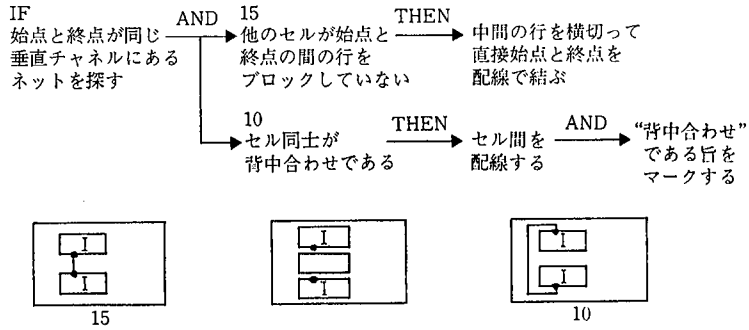 IF
始点と終点が同じ
垂直チャネルにある
ネットを探す
AND
15
他のセルが始点と
終点の間の行を
ブロックしていない
THEN
中間の行を横切って
直接始点と終点を
配線で結ぶ
10
セル同士が
背中合わせである
THEN
セル間を
配線する
AND
“背中合わせ”
である旨を
マークする
I
I
15
I
I
I
I
10